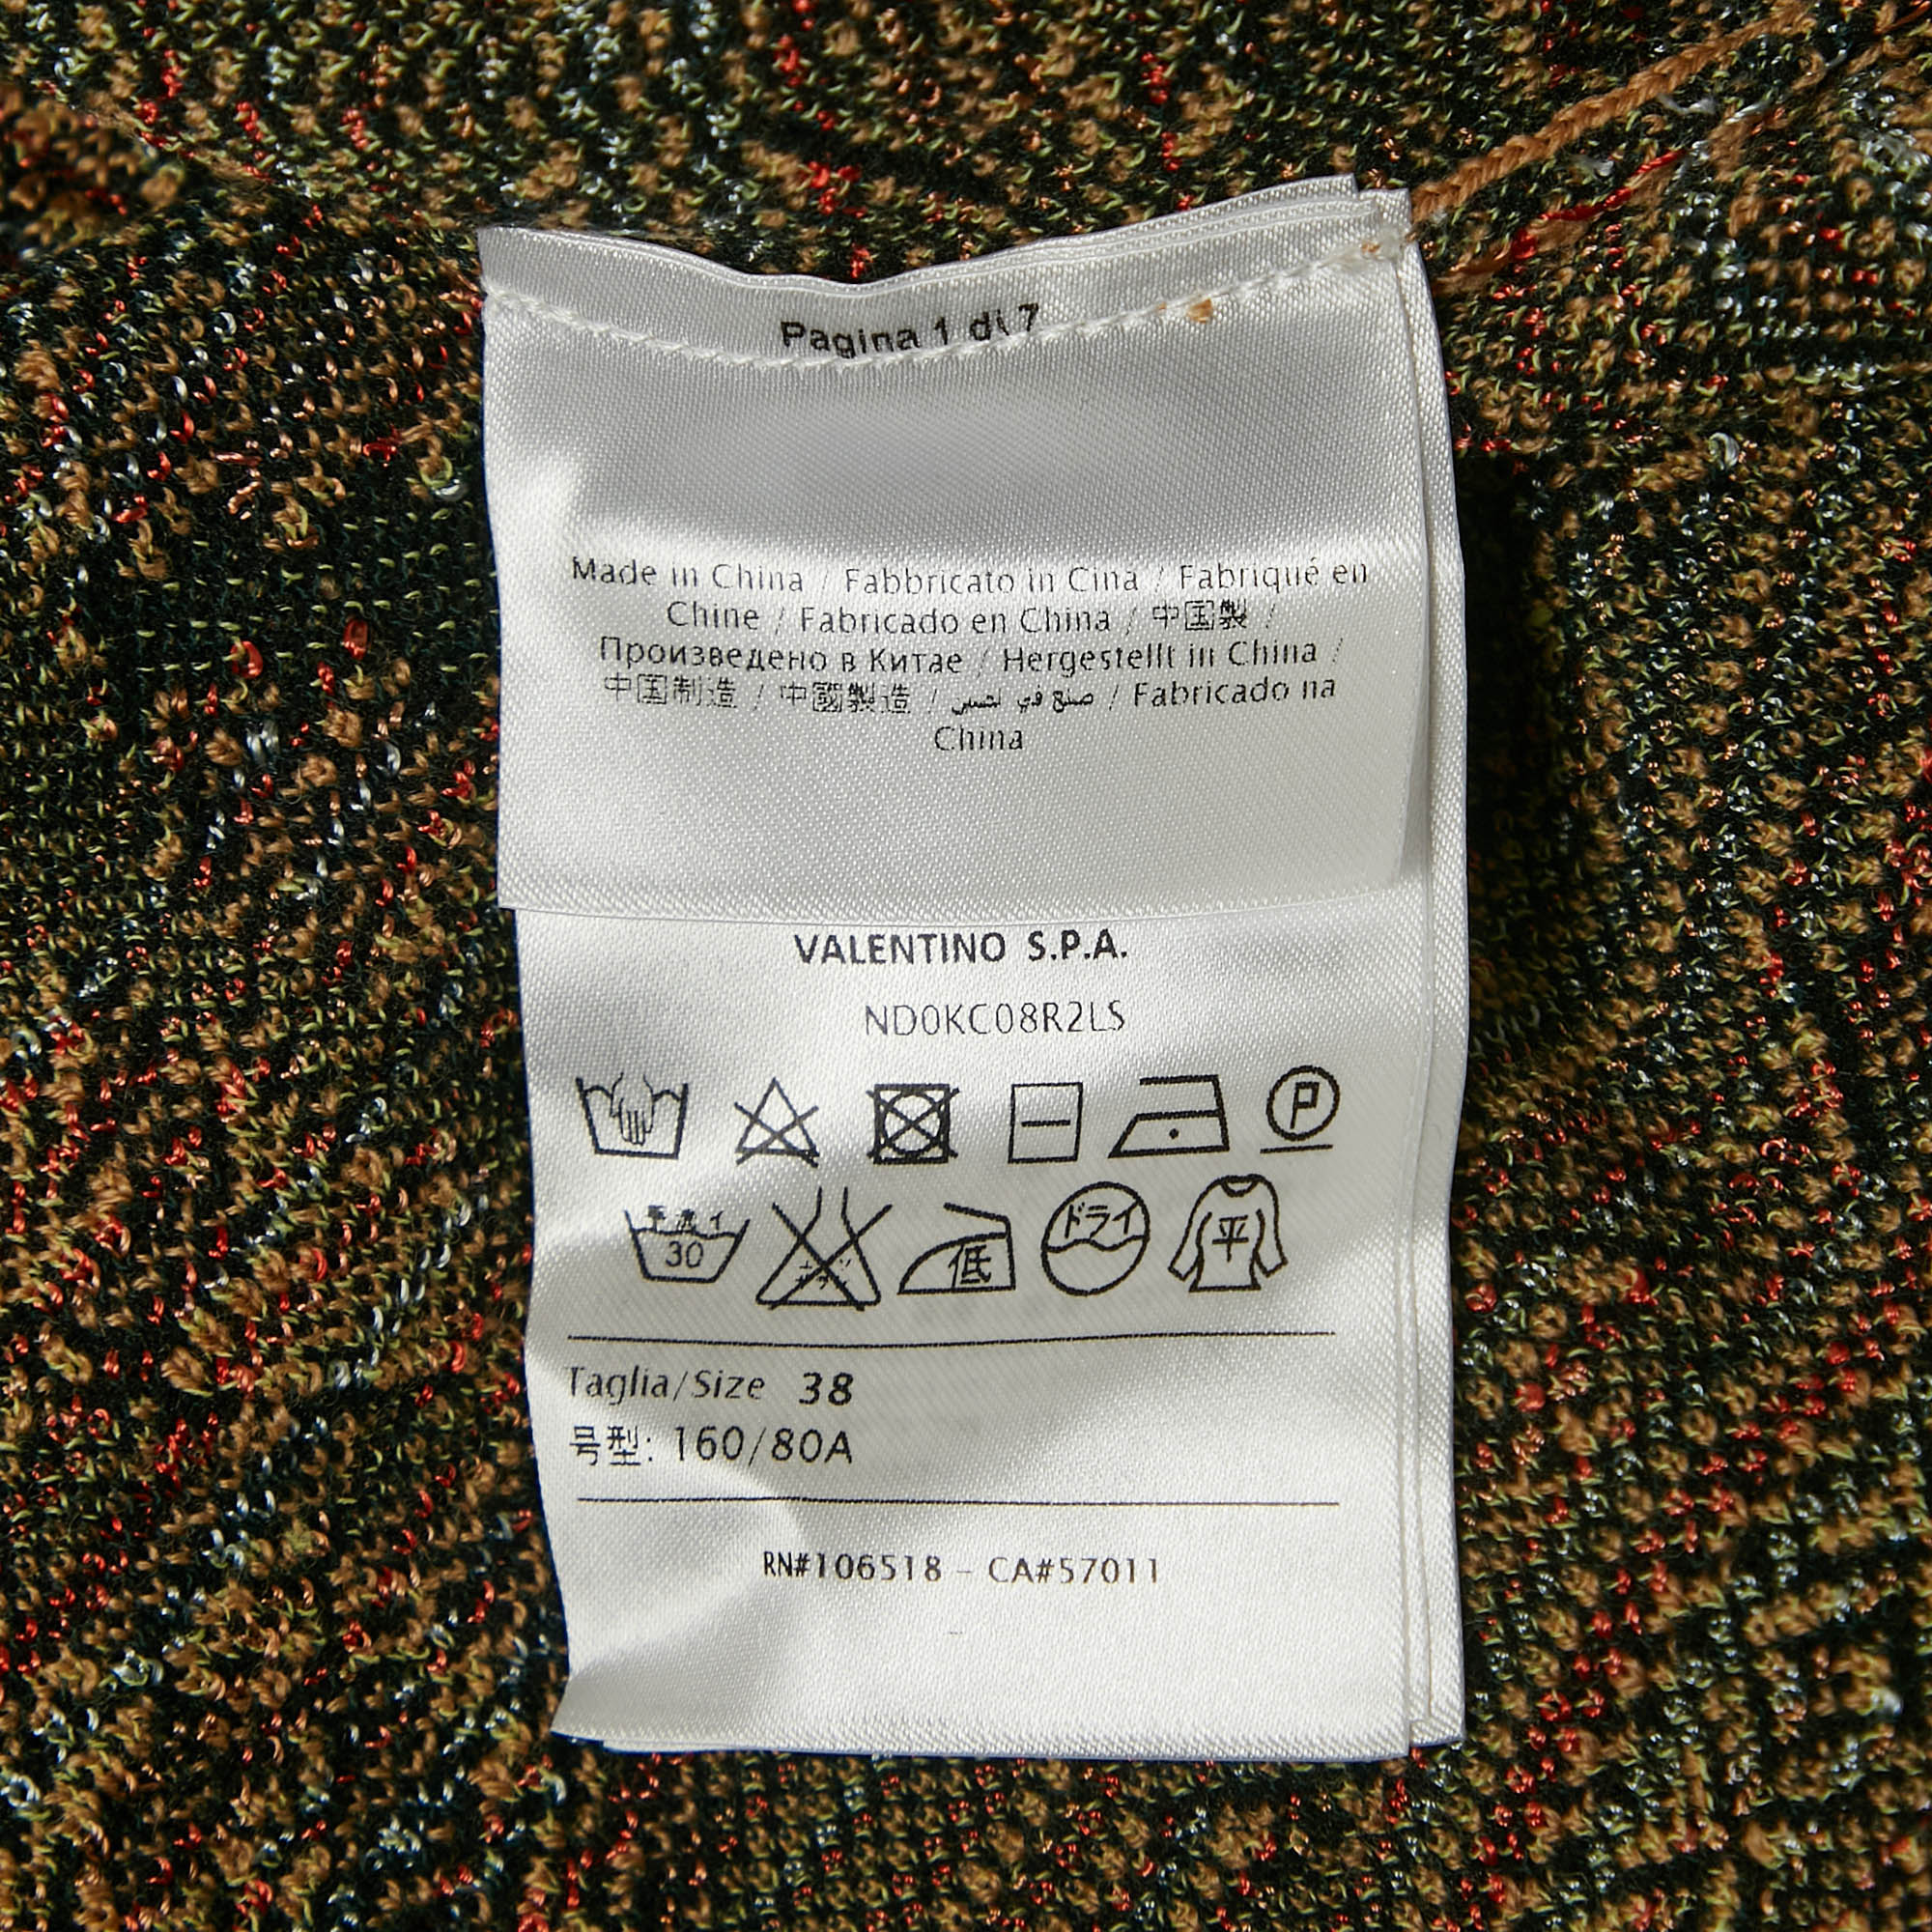 Pagina 1 di 7
Made in China / Fabbricato in Cina / Fabriqué en
Chine / Fabricado en China / 中国製 /
Произведено в Китае / Hergestellt in China /
中国制造 / 中國製造 / صنع في الصين / Fabricado na
China
VALENTINO S.P.A.
ND0KC08R2LS
P
ドライ
平
手洗イ
30
低
Taglia/Size 38
号型: 160/80A
RN#106518 - CA#57011